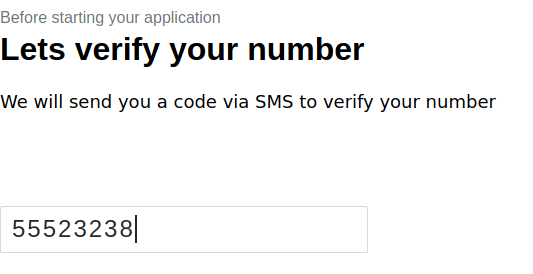 Before starting your application
Lets verify your number
We will send you a code via SMS to verify your number
55523238